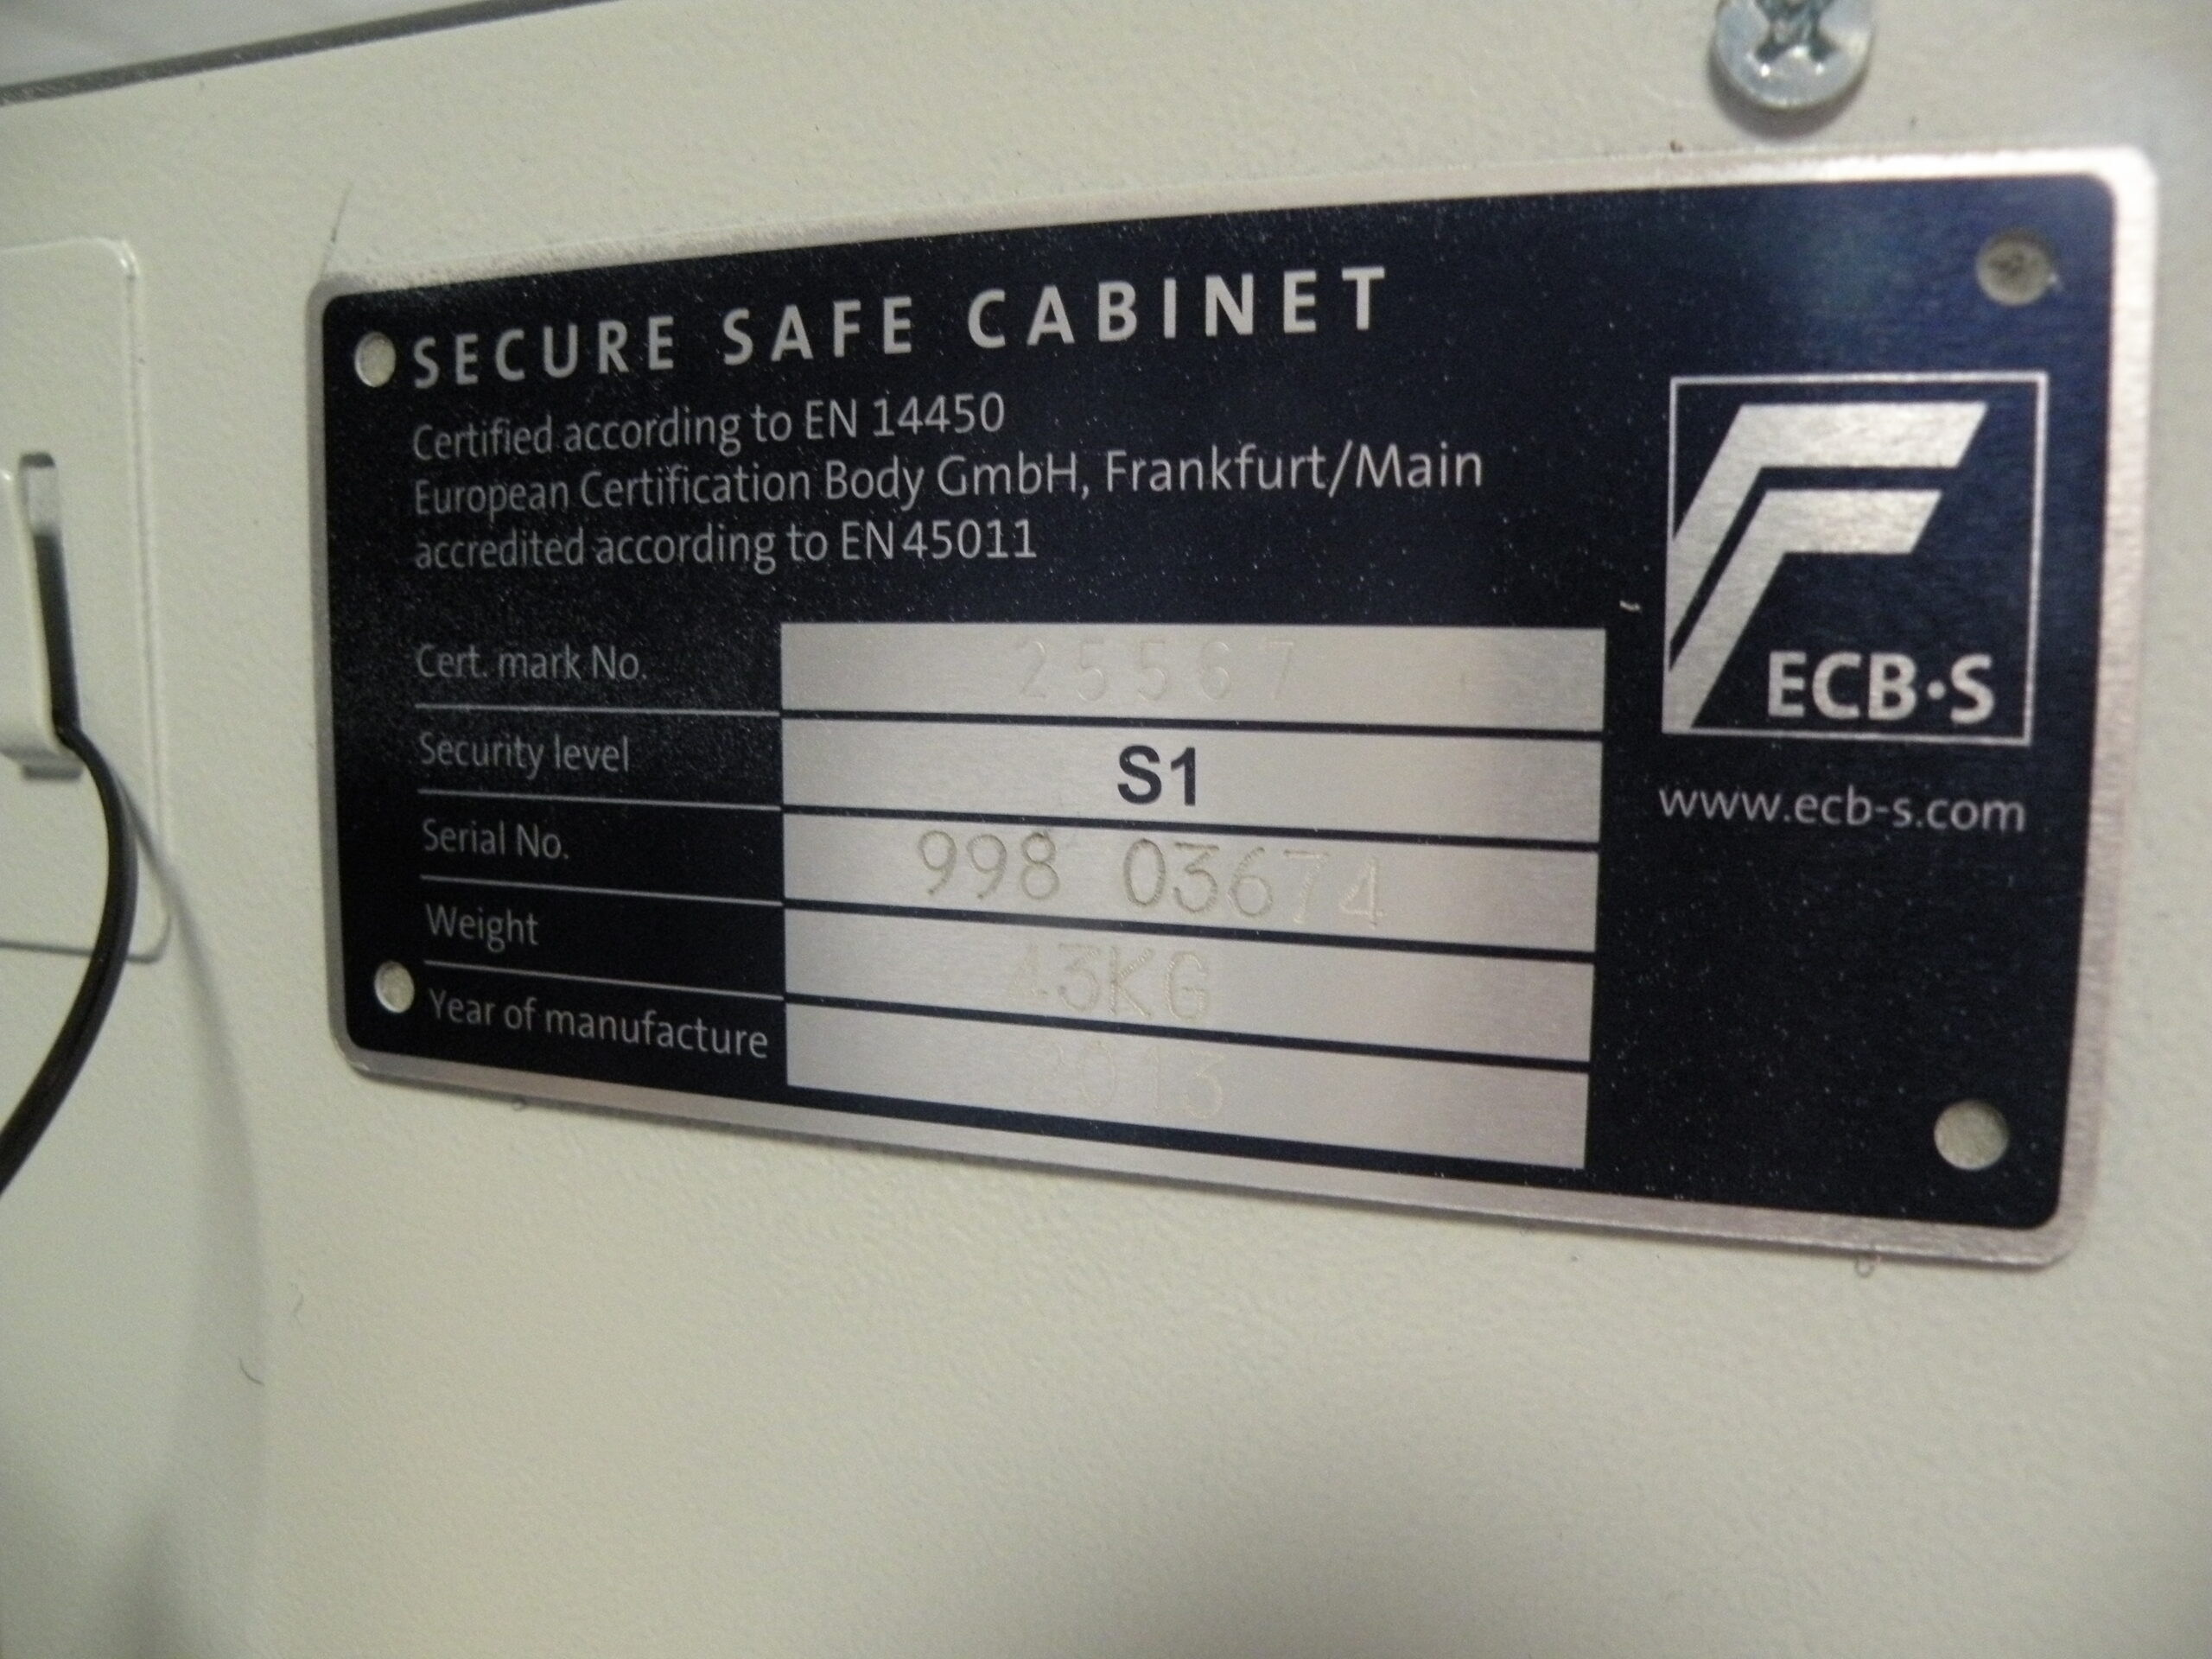 SECURE SAFE CABINET
Certified according to EN 14450
European Certification Body GmbH, Frankfurt/Main
accredited according to EN 45011
Cert. mark No. 25567
Security level S1
Serial No. 998 03674
Weight 43KG
Year of manufacture 2013
ECB·S
www.ecb-s.com